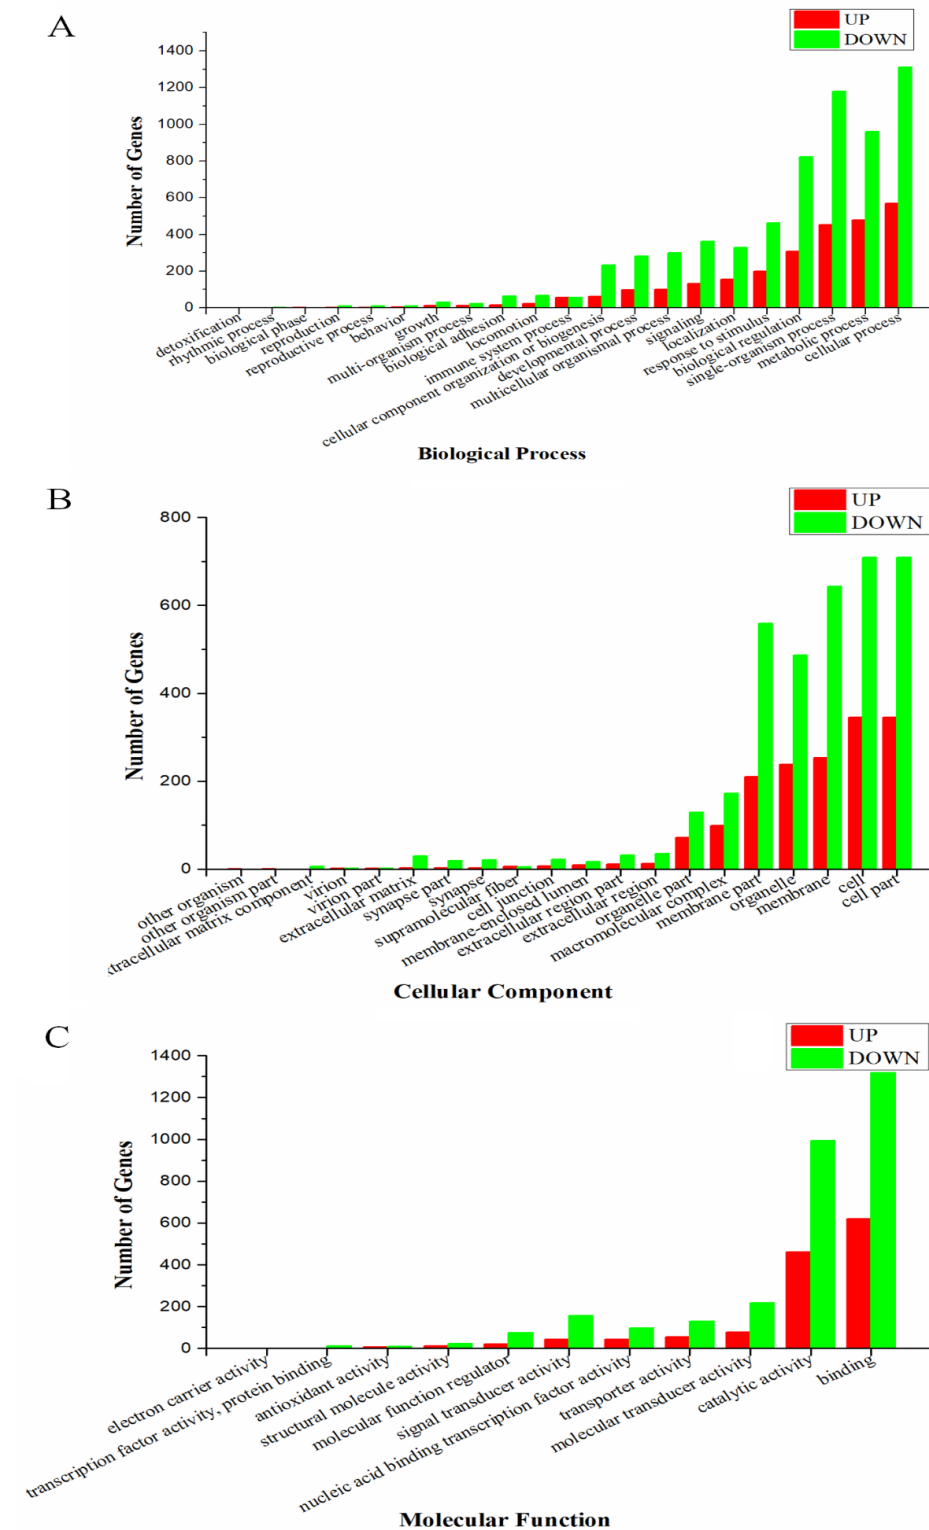 A
UP
DOWN
1400
1200
1000
800
600
400
200
0
Number of Genes
detoxification
rhythmic process
biological phase
reproduction
reproductive process
behavior
growth
multi-organism process
biological adhesion
locomotion
immune system process
cellular component organization or biogenesis
developmental process
multicellular organismal process
signaling
localization
response to stimulus
biological regulation
single-organism process
metabolic process
cellular process
Biological Process
B
UP
DOWN
800
600
400
200
0
Number of Genes
other organism
other organism part
xtracellular matrix component
virion
virion part
extracellular matrix
synapse part
synapse
supramolecular fiber
cell junction
membrane-enclosed lumen
extracellular region part
extracellular region
organelle part
macromolecular complex
membrane part
organelle
membrane
cell
cell part
Cellular Component
C
UP
DOWN
1400
1200
1000
800
600
400
200
0
Number of Genes
electron carrier activity
transcription factor activity, protein binding
antioxidant activity
structural molecule activity
molecular function regulator
signal transducer activity
nucleic acid binding transcription factor activity
transporter activity
molecular transducer activity
catalytic activity
binding
Molecular Function